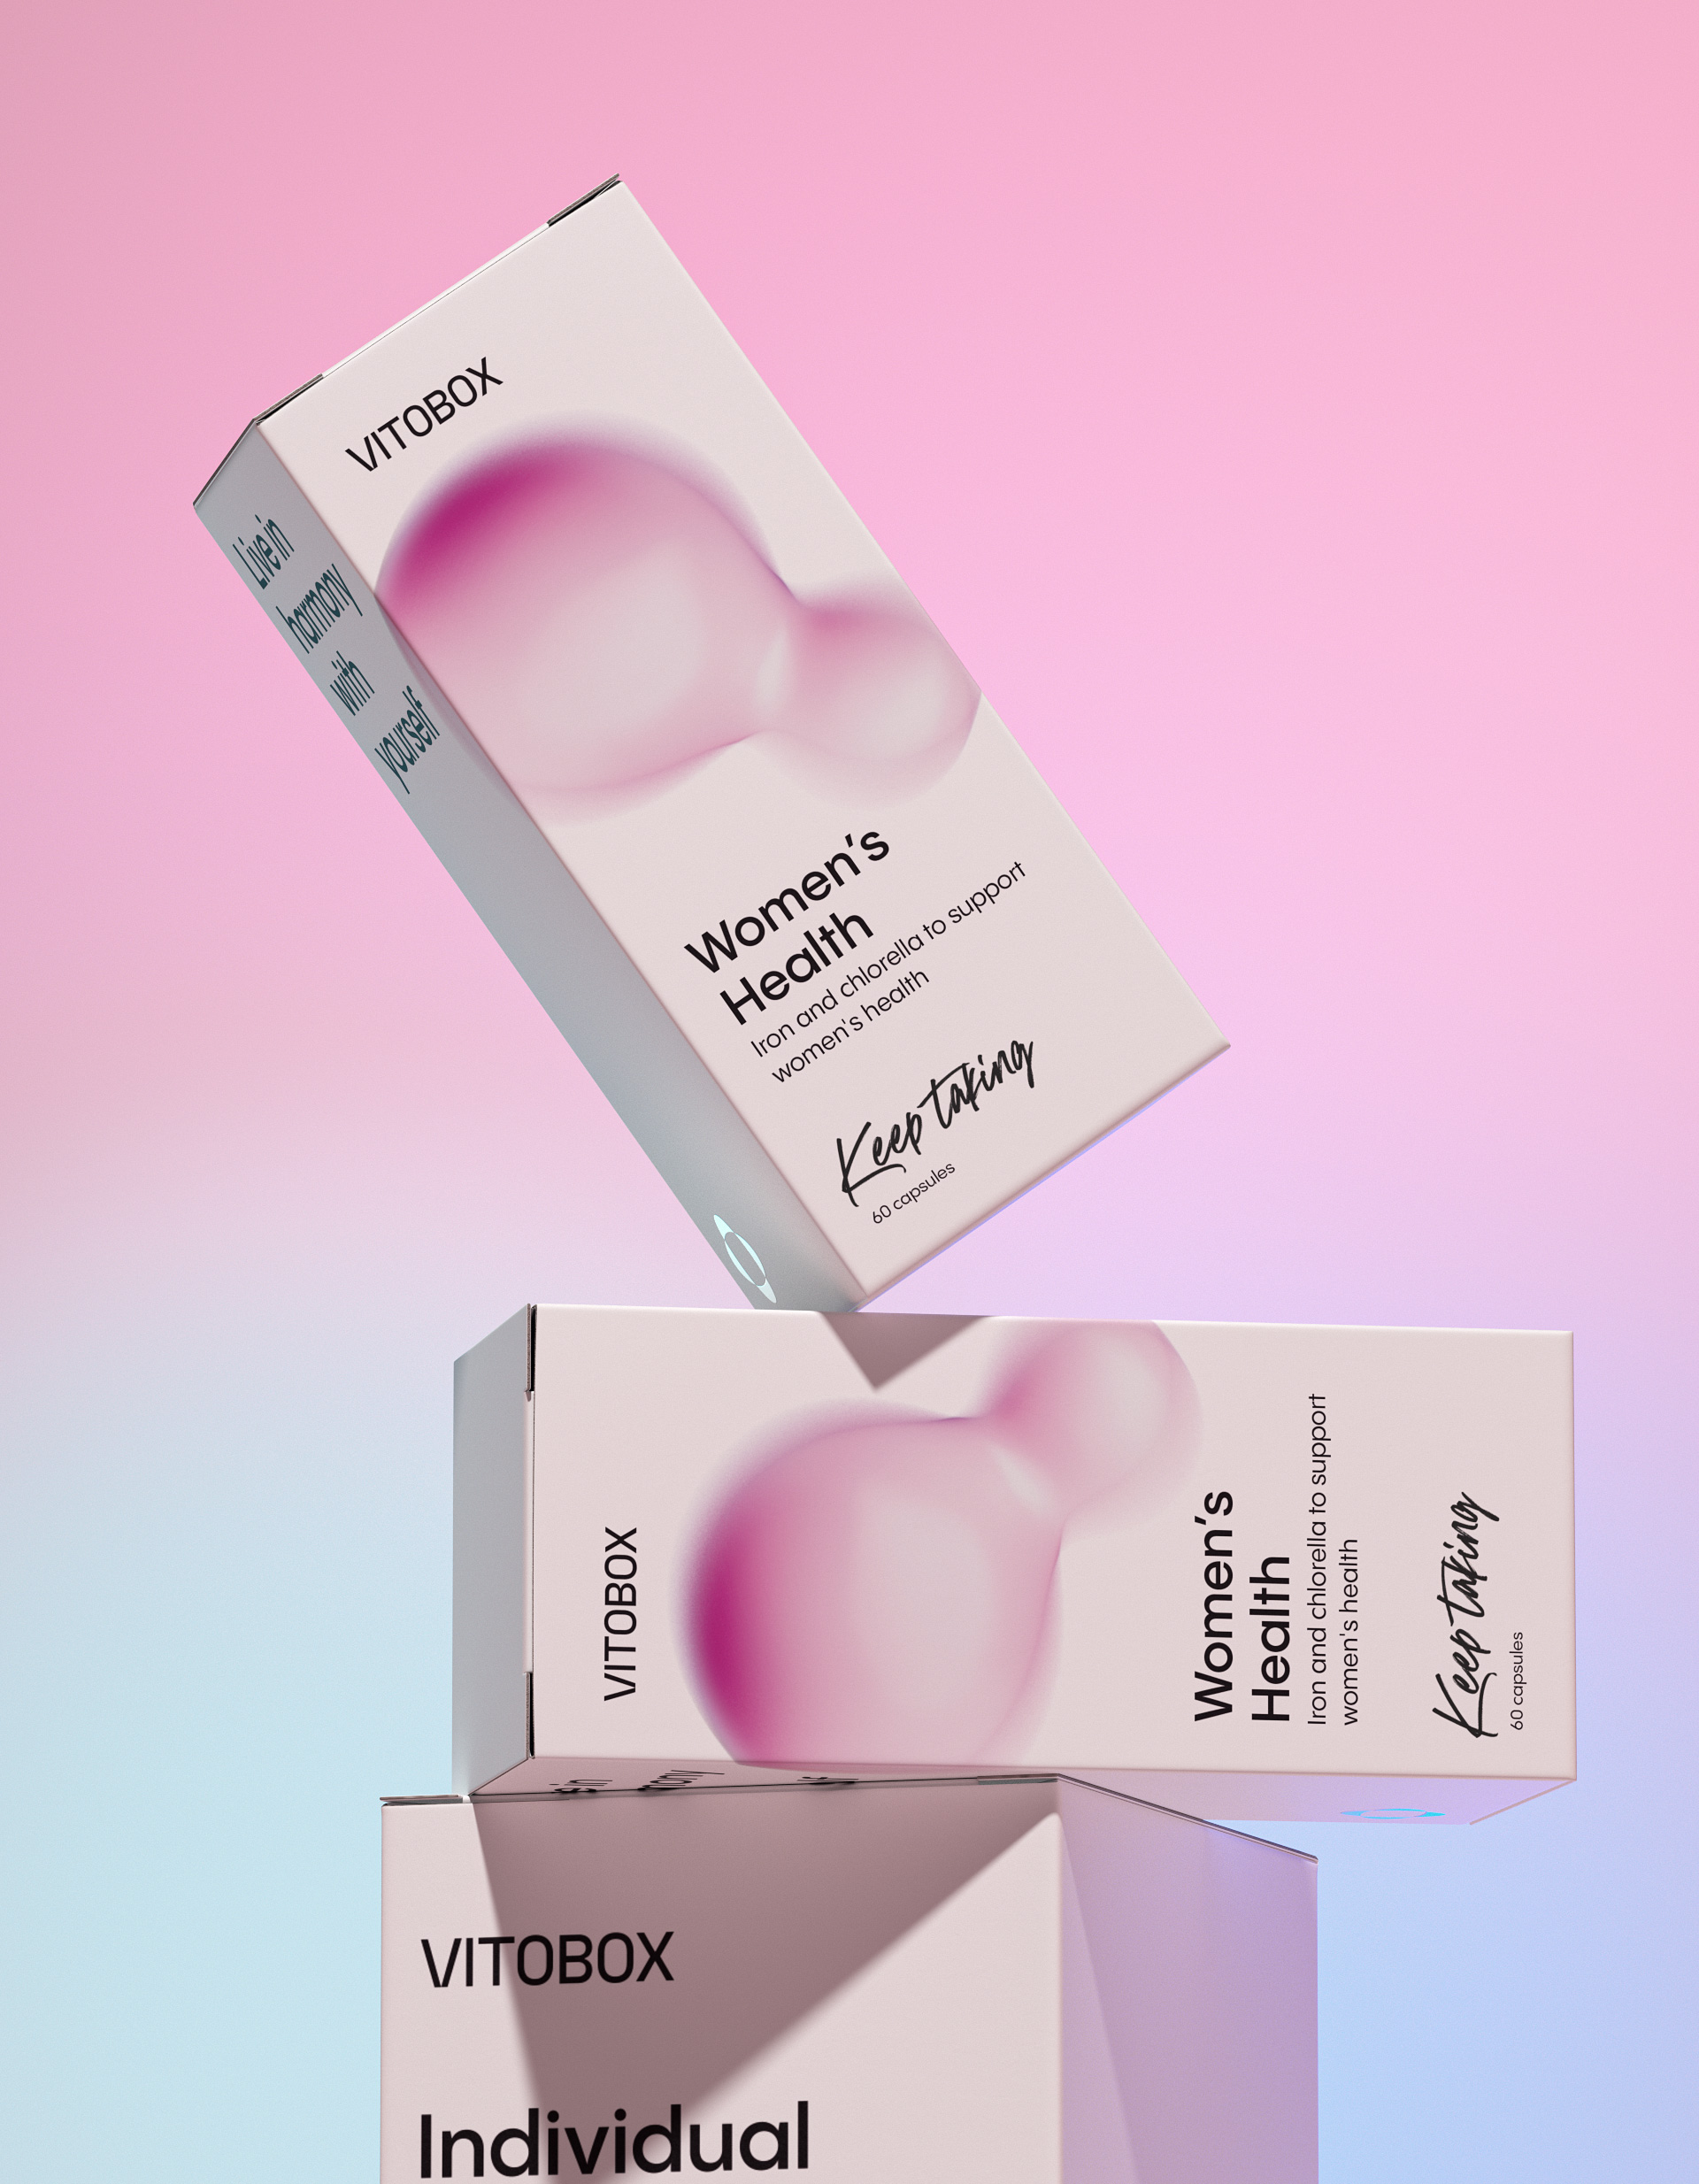 VITOBOX
Live in
harmony
with
yourself
Women's
Health
Iron and chlorella to support
women's health
Keep taking
60 capsules
VITOBOX
Women's
Health
Iron and chlorella to support
women's health
Keep taking
60 capsules
VITOBOX
Individual